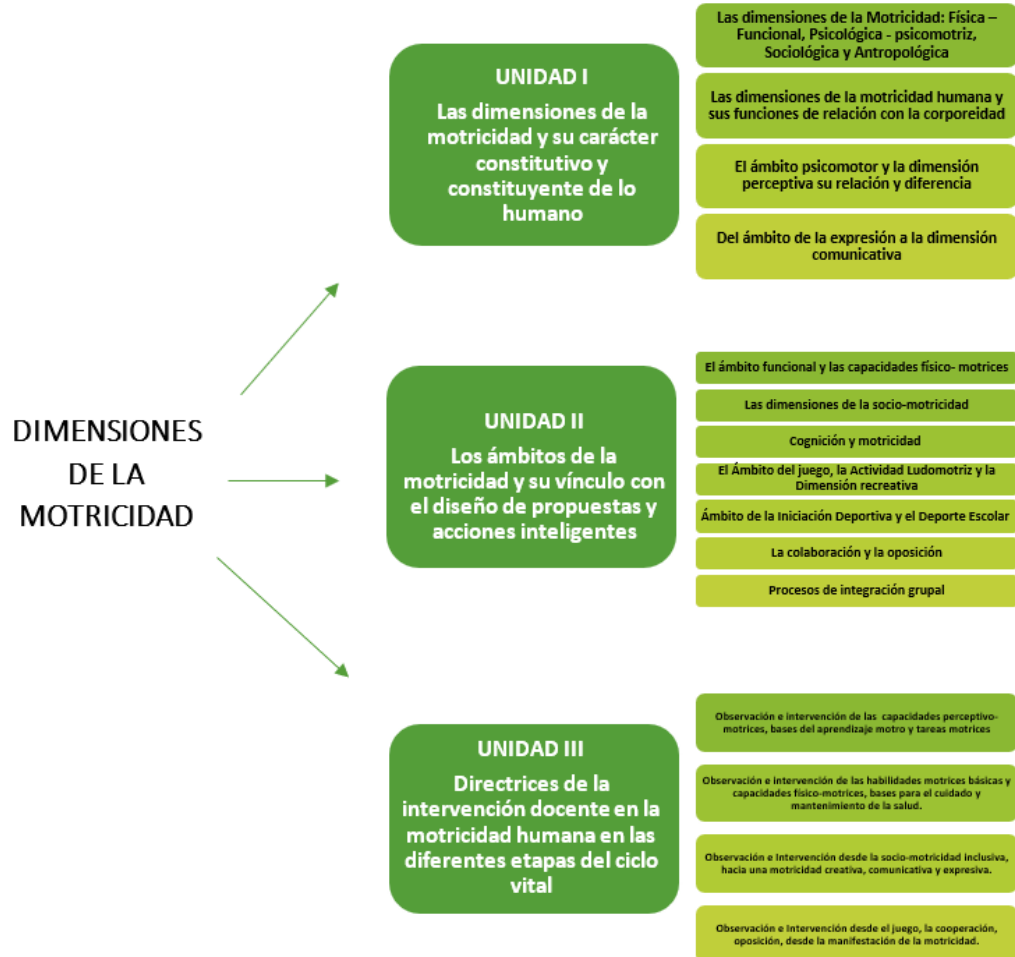 DIMENSIONES
DE LA
MOTRICIDAD
UNIDAD I
Las dimensiones de la
motricidad y su carácter
constitutivo y
constituyente de lo
humano
Las dimensiones de la Motricidad: Física –
Funcional, Psicológica - psicomotriz,
Sociológica y Antropológica
Las dimensiones de la motricidad humana y
sus funciones de relación con la corporeidad
El ámbito psicomotor y la dimensión
perceptiva su relación y diferencia
Del ámbito de la expresión a la dimensión
comunicativa
UNIDAD II
Los ámbitos de la
motricidad y su vínculo con
el diseño de propuestas y
acciones inteligentes
El ámbito funcional y las capacidades físico- motrices
Las dimensiones de la socio-motricidad
Cognición y motricidad
El Ámbito del juego, la Actividad Ludomotriz y la
Dimensión recreativa
Ámbito de la Iniciación Deportiva y el Deporte Escolar
La colaboración y la oposición
Procesos de integración grupal
UNIDAD III
Directrices de la
intervención docente en la
motricidad humana en las
diferentes etapas del ciclo
vital
Observación e intervención de las capacidades perceptivo-
motrices, bases del aprendizaje motro y tareas motrices
Observación e intervención de las habilidades motrices básicas y
capacidades físico-motrices, bases para el cuidado y
mantenimiento de la salud.
Observación e Intervención desde la socio-motricidad inclusiva,
hacia una motricidad creativa, comunicativa y expresiva.
Observación e Intervención desde el juego, la cooperación,
oposición, desde la manifestación de la motricidad.